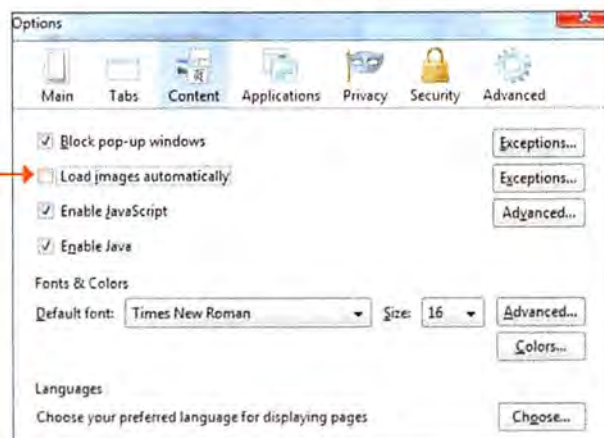 Options
Main Tabs Content Applications Privacy Security Advanced
Block pop-up windows Exceptions...
Load images automatically Exceptions...
Enable JavaScript Advanced...
Enable Java
Fonts & Colors
Default font: Times New Roman Size: 16 Advanced...
Colors...
Languages
Choose your preferred language for displaying pages Choose...